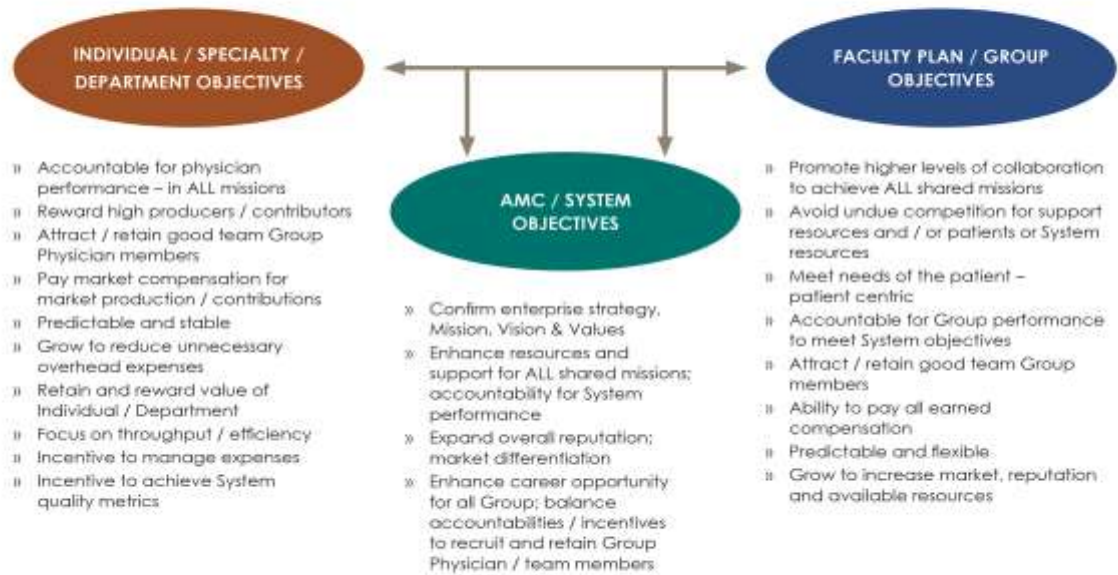 INDIVIDUAL / SPECIALTY /
DEPARTMENT OBJECTIVES
» Accountable for physician
performance – in ALL missions
» Reward high producers / contributors
» Attract / retain good team Group
Physician members
» Pay market compensation for
market production / contributions
» Predictable and stable
» Grow to reduce unnecessary
overhead expenses
» Retain and reward value of
Individual / Department
» Focus on throughput / efficiency
» Incentive to manage expenses
» Incentive to achieve System
quality metrics
AMC / SYSTEM
OBJECTIVES
» Confirm enterprise strategy,
Mission, Vision & Values
» Enhance resources and
support for ALL shared missions;
accountability for System
performance
» Expand overall reputation;
market differentiation
» Enhance career opportunity
for all Group; balance
accountabilities / incentives
to recruit and retain Group
Physician / team members
FACULTY PLAN / GROUP
OBJECTIVES
» Promote higher levels of collaboration
to achieve ALL shared missions
» Avoid undue competition for support
resources and / or patients or System
resources
» Meet needs of the patient –
patient centric
» Accountable for Group performance
to meet System objectives
» Attract / retain good team Group
members
» Ability to pay all earned
compensation
» Predictable and flexible
» Grow to increase market, reputation
and available resources